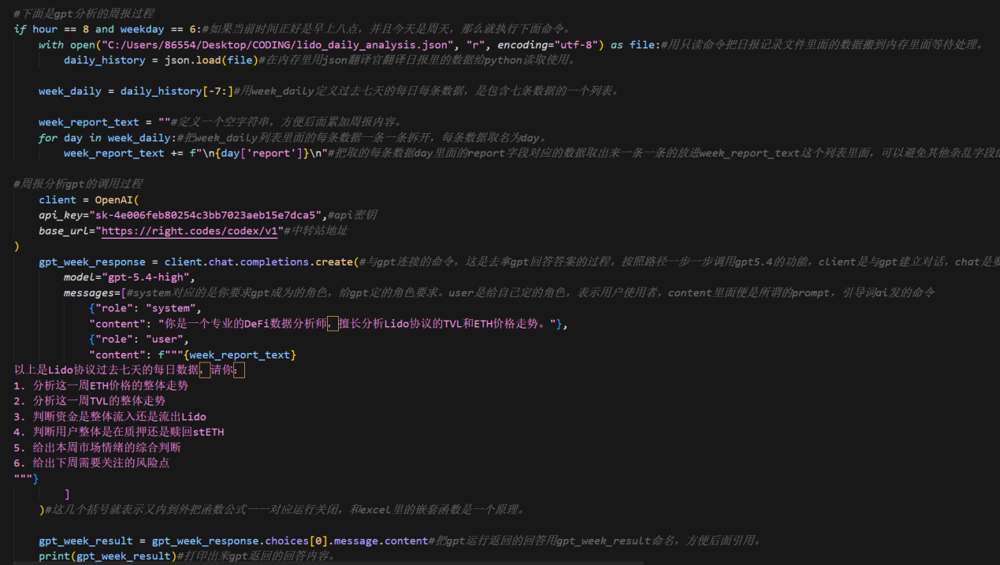 #下面是gpt分析的周报过程
if hour == 8 and weekday == 6:#如果当前时间正好是早上八点，并且今天是周天，那么就执行下面命令。
    with open("C:/Users/86554/Desktop/CODING/lido_daily_analysis.json", "r", encoding="utf-8") as file:#用只读命令把日报记录文件里面的数据搬到内存里面等待处理。
        daily_history = json.load(file)#在内存里用json翻译官翻译日报里的数据给python读取使用。
    week_daily = daily_history[-7:]#用week_daily定义过去七天的每日每条数据，是包含七条数据的一个列表。
    week_report_text = ""#定义一个空字符串，方便后面累加周报内容。
    for day in week_daily:#把week_daily列表里面的每条数据一条一条拆开，每条数据取名为day。
        week_report_text += f"\n{day['report']}\n"#把取的每条数据day里面的report字段对应的数据取出来一条一条的放进week_report_text这个列表里面，可以避免其他杂乱字段
#周报分析gpt的调用过程
    client = OpenAI(
    api_key="sk-4e006feb80254c3bb7023aeb15e7dca5",#api密钥
    base_url="https://right.codes/codex/v1"#中转站地址
)
    gpt_week_response = client.chat.completions.create(#与gpt连接的命令，这是去拿gpt回答答案的过程。按照路径一步一步调用gpt5.4的功能，client是与gpt建立对话，chat是
        model="gpt-5.4-high",
        messages=[#system对应的是你要求gpt成为的角色，给gpt定的角色要求。user是给自己定的角色，表示用户使用者，content里面便是所谓的prompt，引导词ai发的命令
            {"role": "system",
            "content": "你是一个专业的DeFi数据分析师，擅长分析Lido协议的TVL和ETH价格走势。"},
            {"role": "user",
            "content": f"""{week_report_text}
以上是Lido协议过去七天的每日数据，请你：
1. 分析这一周ETH价格的整体走势
2. 分析这一周TVL的整体走势
3. 判断资金是整体流入还是流出Lido
4. 判断用户整体是在质押还是赎回stETH
5. 给出本周市场情绪的综合判断
6. 给出下周需要关注的风险点
"""}
        ]
    )#这几个括号就表示又内到外把函数公式一一对应运行关闭，和excel里的嵌套函数是一个原理。
    gpt_week_result = gpt_week_response.choices[0].message.content#把gpt运行返回的回答用gpt_week_result命名，方便后面引用。
    print(gpt_week_result)#打印出来gpt返回的回答内容。